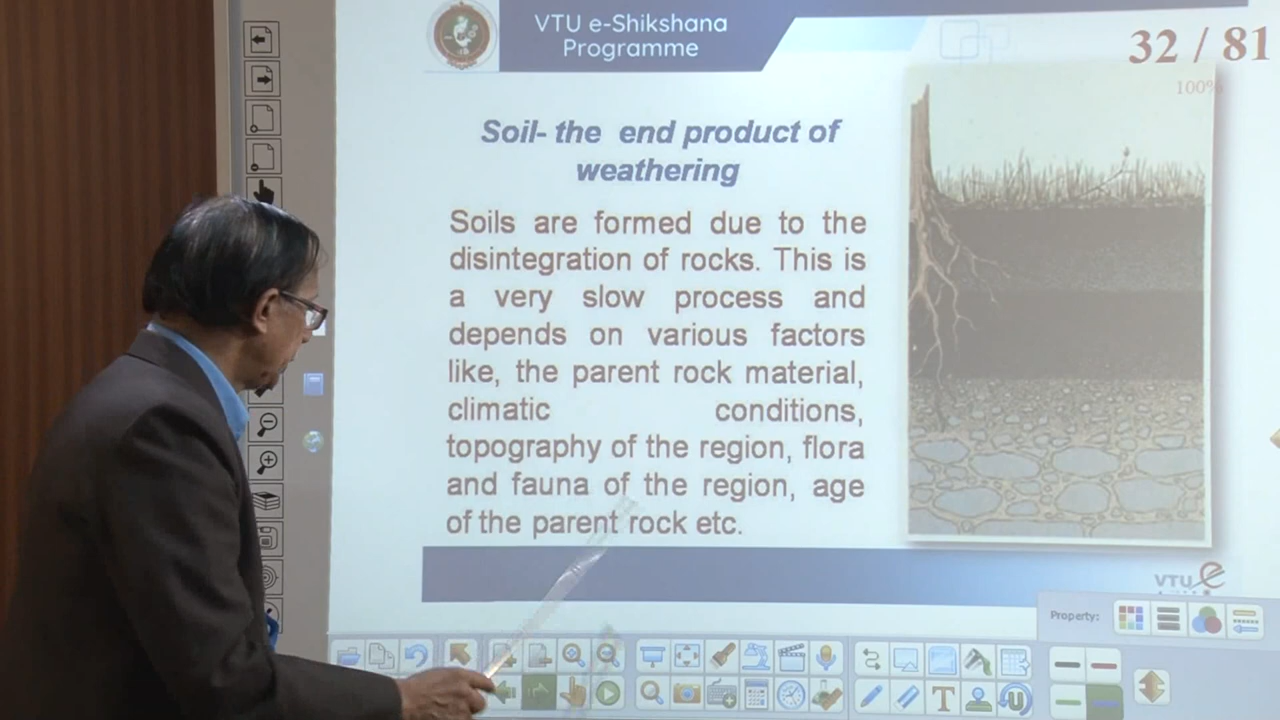 VTU e-Shikshana
Programme
32 / 81
100%
Soil- the end product of
weathering
Soils are formed due to the
disintegration of rocks. This is
a very slow process and
depends on various factors
like, the parent rock material,
climatic conditions,
topography of the region, flora
and fauna of the region, age
of the parent rock etc.
VTU e
Property:
T